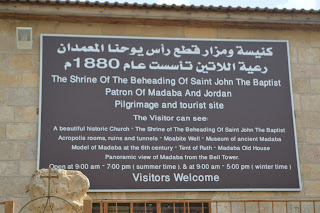 كنيسة ومزار قطع رأس يوحنا المعمدان
رعية اللاتين تأسست عام 1880م
The Shrine Of The Beheading Of Saint John The Baptist
Patron Of Madaba And Jordan
Pilgrimage and tourist site
The Visitor can see:
A beautiful historic Church - The Shrine of The Beheading Of Saint John The Baptist
Acropolis rooms, ruins and tunnels - Moabite Well - Museum of ancient Madaba
Model of Madaba at the 6th century - Tent of Ruth - Madaba Old House
Panoramic view of Madaba from the Bell Tower.
Open at 9:00 am - 7:00 pm ( summer time ), & at 9:00 am - 5:00 pm ( winter time )
Visitors Welcome